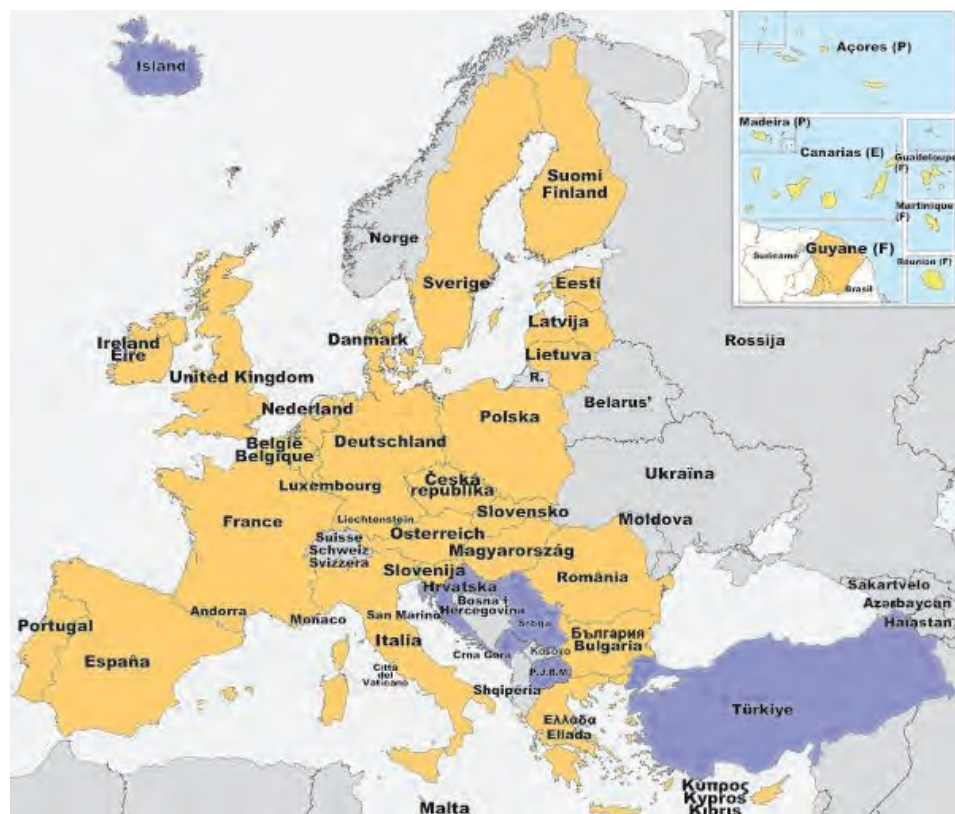 Island
Açores (P)
Madeira (P)
Canarias (E)
Guadeloupe
(F)
Martinique
(F)
Guyane (F)
Suriname
Brasil
Réunion (F)
Suomi
Finland
Norge
Sverige
Eesti
Latvija
Lietuva
R.
Danmark
Ireland
Éire
United Kingdom
Rossija
Belarus'
Nederland
Polska
België
Belgique
Deutschland
Luxembourg
Česká
republika
Ukraïna
Slovensko
France
Liechtenstein
Österreich
Moldova
Suisse
Schweiz
Svizzera
Magyarország
Slovenija
România
Hrvatska
Bosna i
Hercegovina
Srbija
Sakartvelo
Azərbaycan
Haiastan
Portugal
Andorra
Monaco
San Marino
Italia
España
България
Bulgaria
Crna Gora
Kosovo
Città
del
Vaticano
P.J.R.M.
Shqipëria
Türkiye
Ελλάδα
Ellada
Κύπρος
Kypros
Kıbrıs
Malta